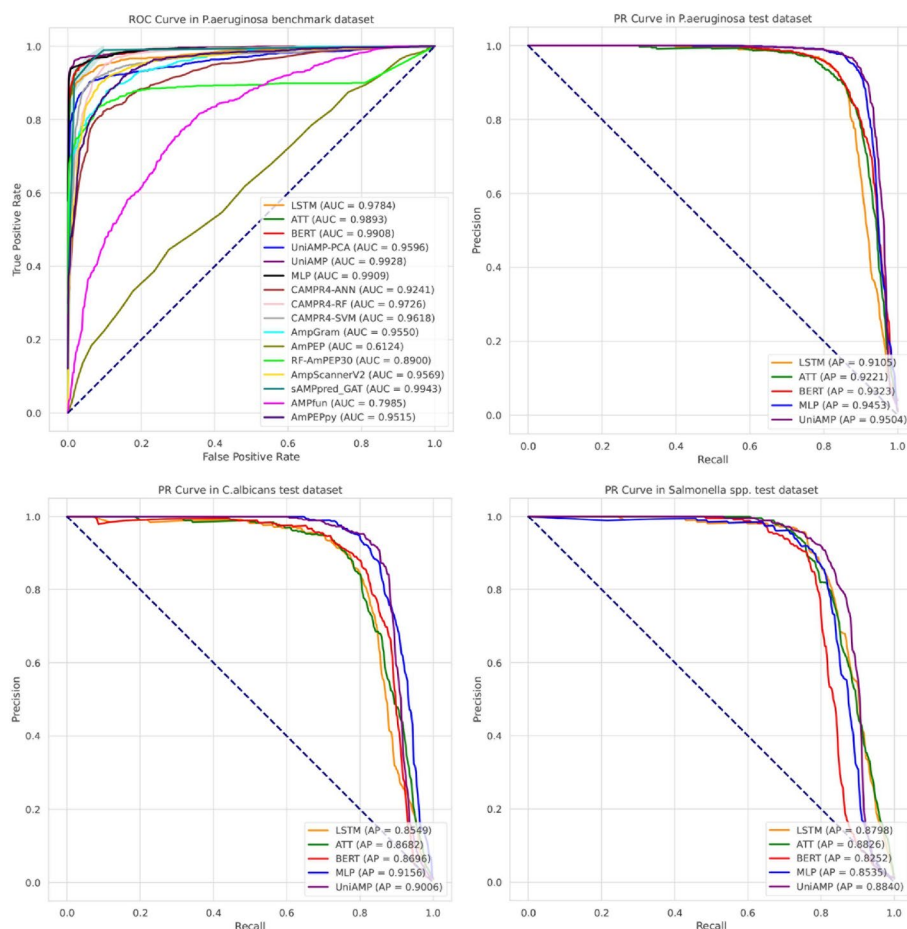 ROC Curve in P.aeruginosa benchmark dataset
True Positive Rate
1.0
0.8
0.6
0.4
0.2
0.0
LSTM (AUC = 0.9784)
ATT (AUC = 0.9893)
BERT (AUC = 0.9908)
UniAMP-PCA (AUC = 0.9596)
UniAMP (AUC = 0.9928)
MLP (AUC = 0.9909)
CAMPR4-ANN (AUC = 0.9241)
CAMPR4-RF (AUC = 0.9726)
CAMPR4-SVM (AUC = 0.9618)
AmpGram (AUC = 0.9550)
AmPEP (AUC = 0.6124)
RF-AmPEP30 (AUC = 0.8900)
AmpScannerV2 (AUC = 0.9569)
sAMPpred_GAT (AUC = 0.9943)
AMPfun (AUC = 0.7985)
AmPEPpy (AUC = 0.9515)
0.0 0.2 0.4 0.6 0.8 1.0
False Positive Rate
PR Curve in P.aeruginosa test dataset
Precision
1.0
0.8
0.6
0.4
0.2
0.0
LSTM (AP = 0.9105)
ATT (AP = 0.9221)
BERT (AP = 0.9323)
MLP (AP = 0.9453)
UniAMP (AP = 0.9504)
0.0 0.2 0.4 0.6 0.8 1.0
Recall
PR Curve in C.albicans test dataset
Precision
1.0
0.8
0.6
0.4
0.2
0.0
LSTM (AP = 0.8549)
ATT (AP = 0.8682)
BERT (AP = 0.8696)
MLP (AP = 0.9156)
UniAMP (AP = 0.9006)
0.0 0.2 0.4 0.6 0.8 1.0
Recall
PR Curve in Salmonella spp. test dataset
Precision
1.0
0.8
0.6
0.4
0.2
0.0
LSTM (AP = 0.8798)
ATT (AP = 0.8826)
BERT (AP = 0.8252)
MLP (AP = 0.8535)
UniAMP (AP = 0.8840)
0.0 0.2 0.4 0.6 0.8 1.0
Recall